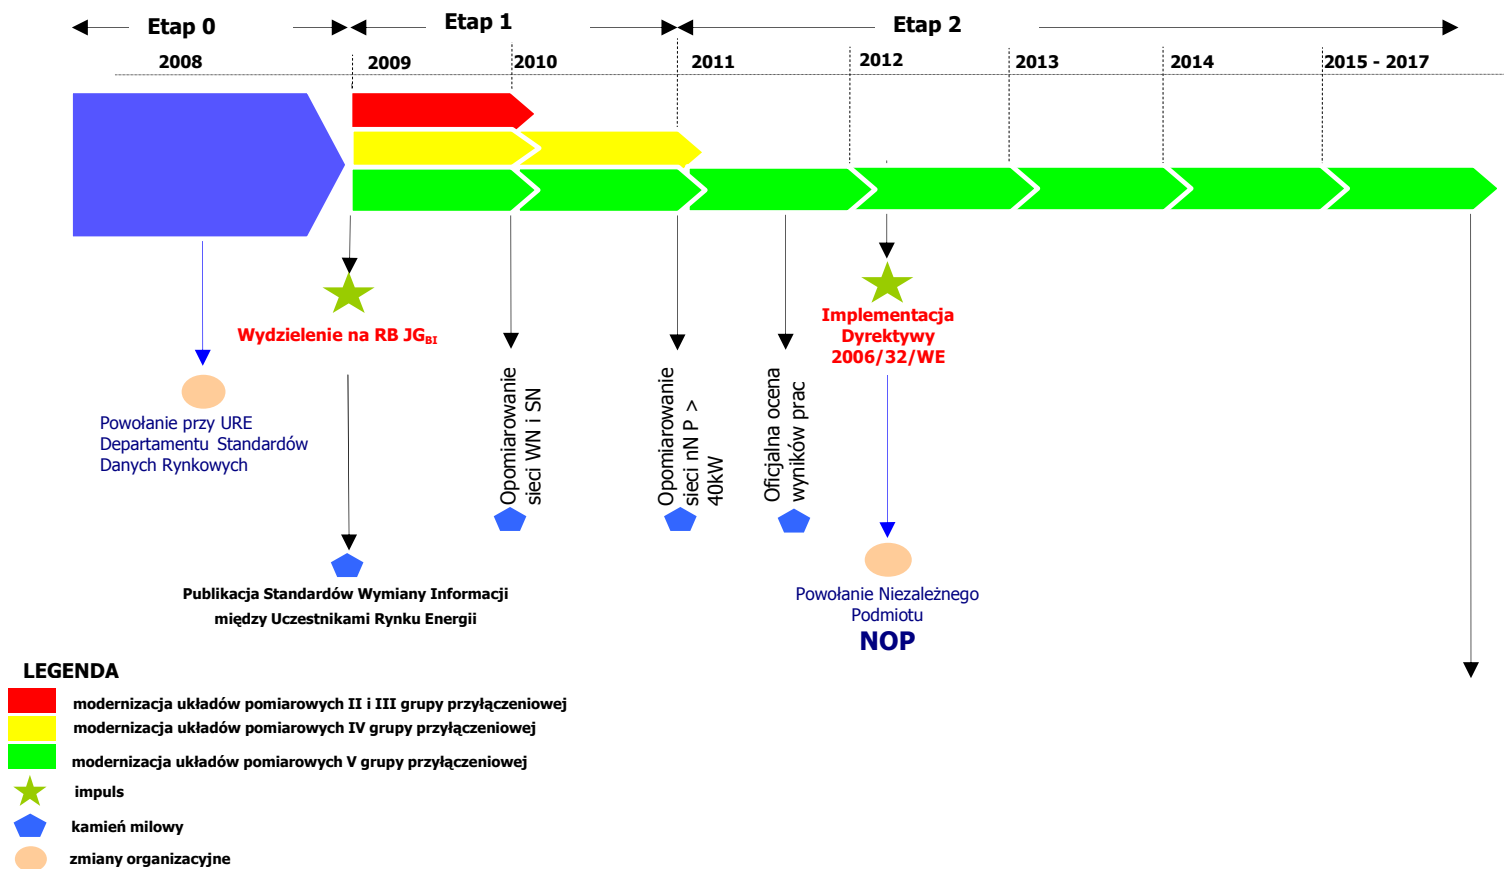 Etap 0
Etap 1
Etap 2
2008
2009
2010
2011
2012
2013
2014
2015 - 2017
Wydzielenie na RB JGBI
Implementacja
Dyrektywy
2006/32/WE
Powołanie przy URE
Departamentu Standardów
Danych Rynkowych
Opomiarowanie
sieci WN i SN
Opomiarowanie
sieci nN P >
40kW
Oficjalna ocena
wyników prac
Publikacja Standardów Wymiany Informacji
między Uczestnikami Rynku Energii
Powołanie Niezależnego
Podmiotu
NOP
LEGENDA
modernizacja układów pomiarowych II i III grupy przyłączeniowej
modernizacja układów pomiarowych IV grupy przyłączeniowej
modernizacja układów pomiarowych V grupy przyłączeniowej
impuls
kamień milowy
zmiany organizacyjne